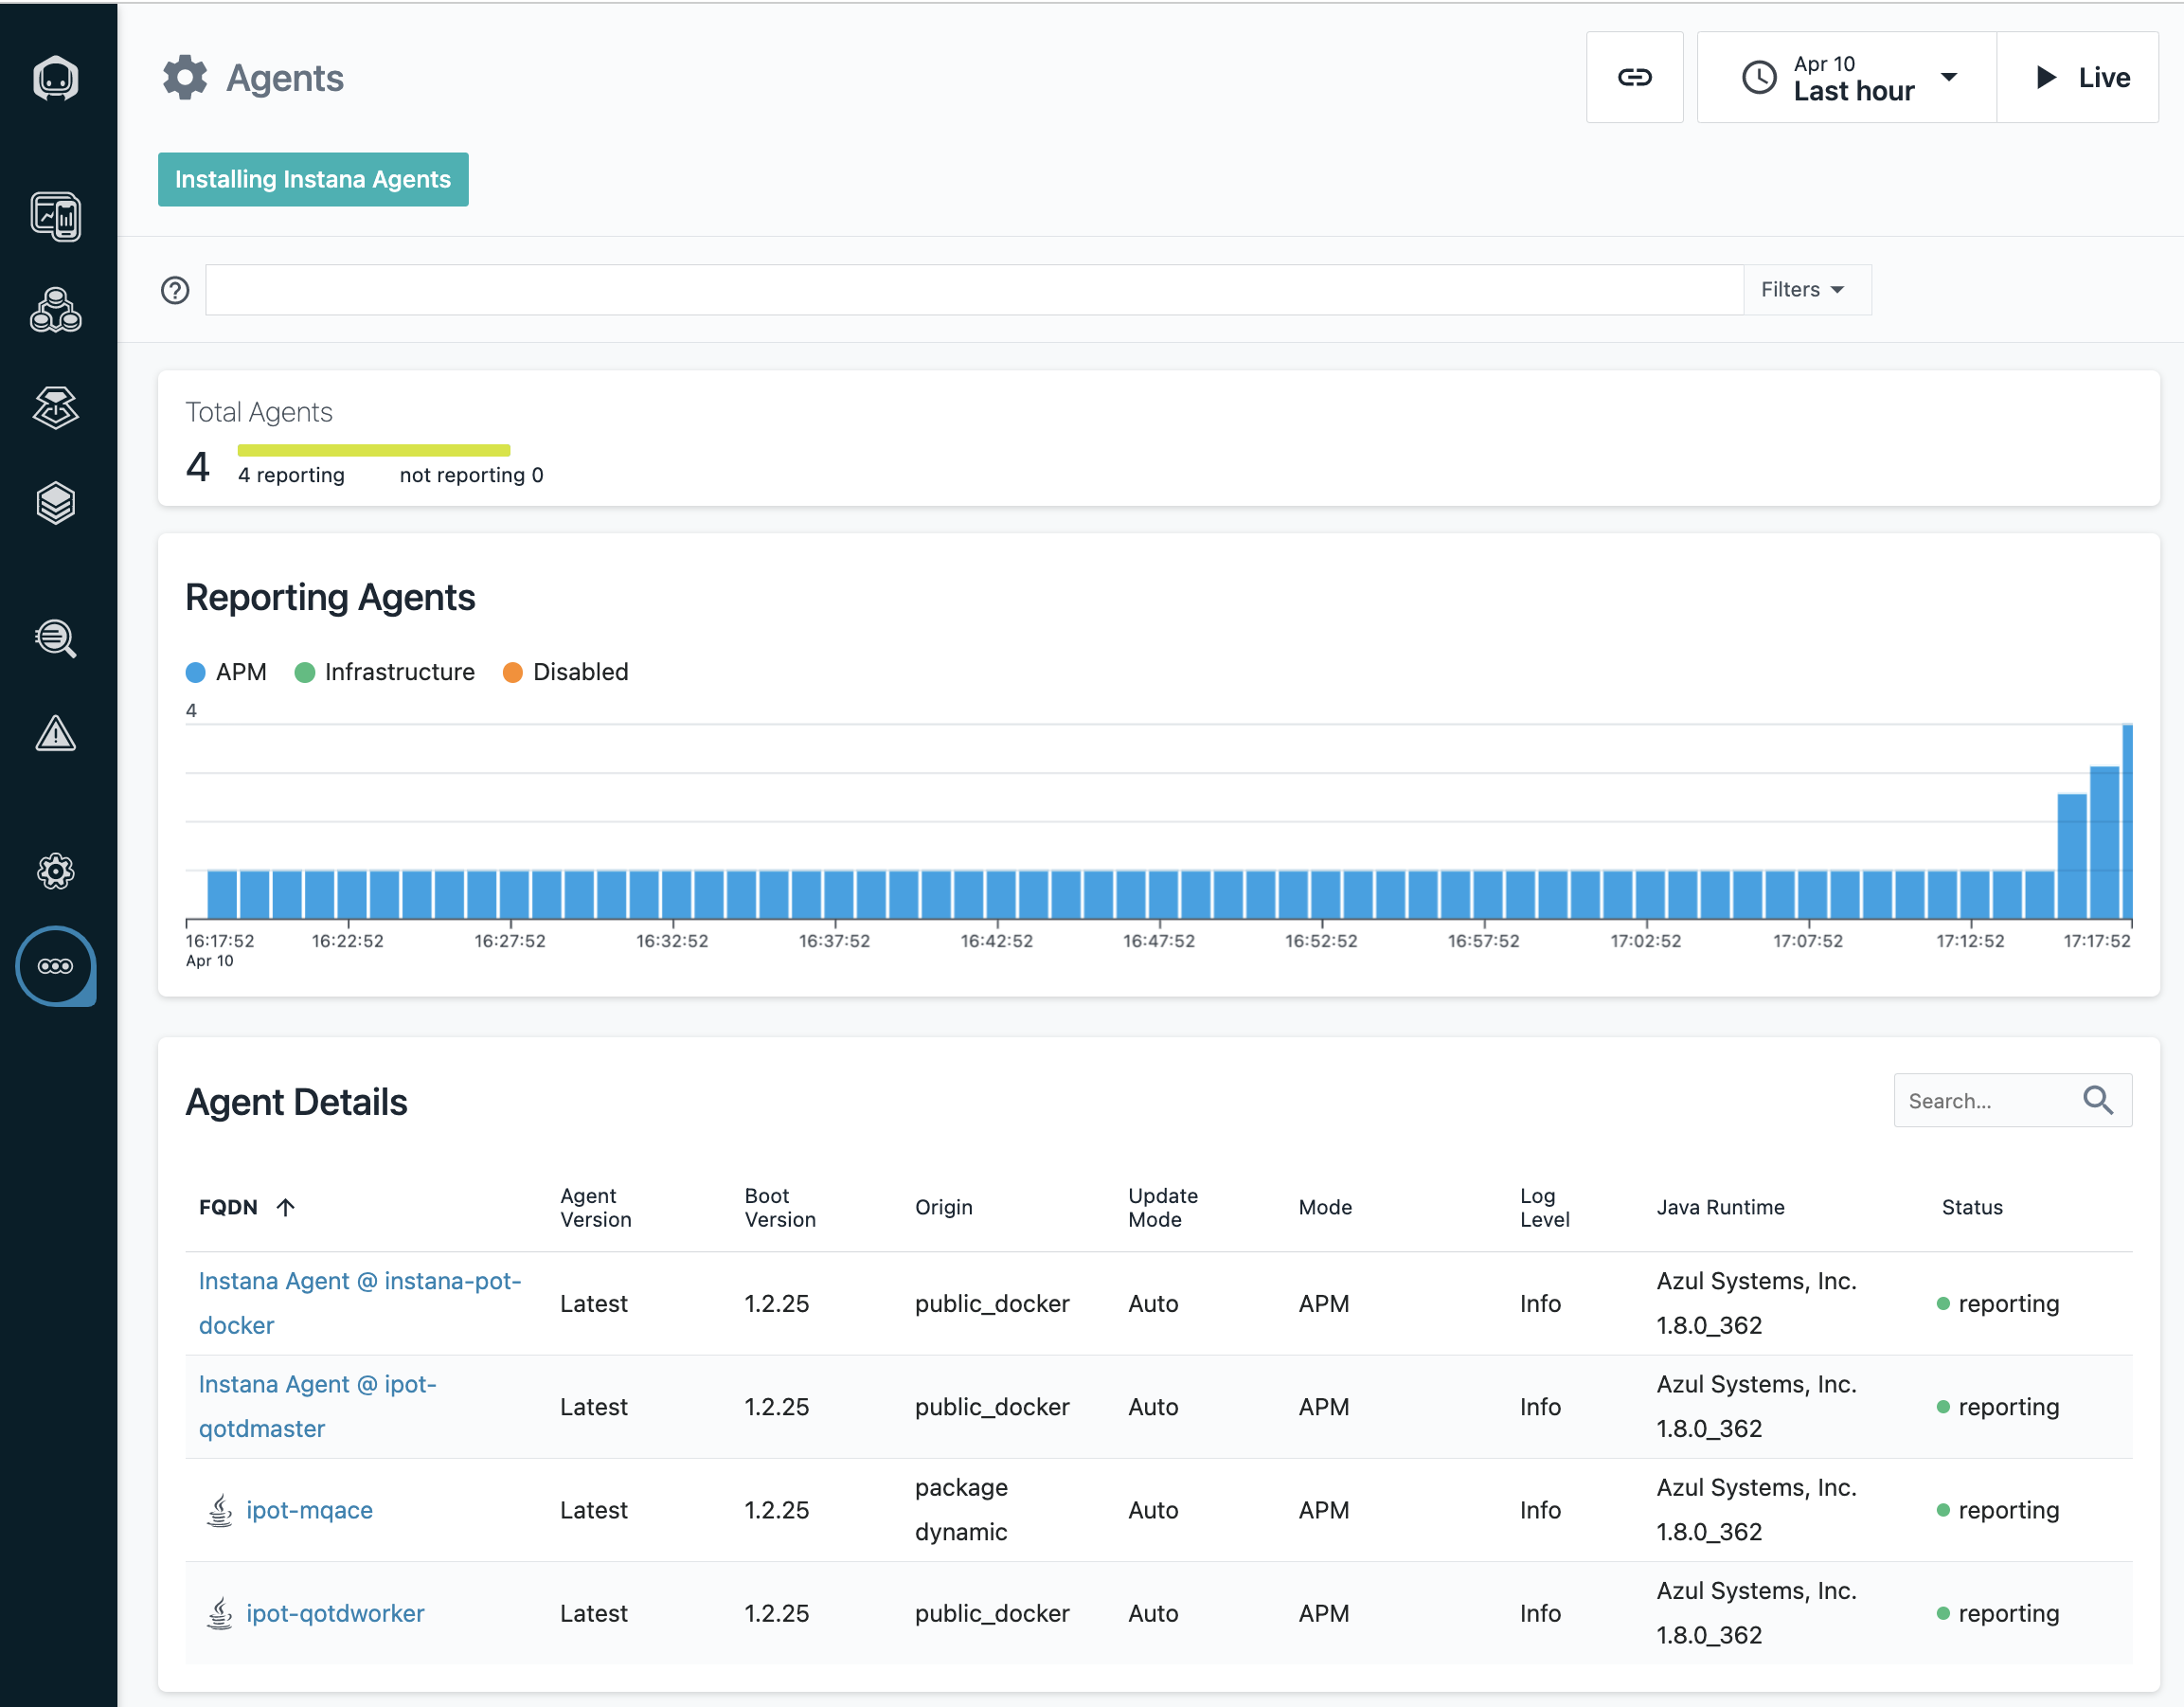 Agents
Apr 10
Last hour
Live
Installing Instana Agents
Filters
Total Agents
4
4 reporting
not reporting 0
Reporting Agents
APM Infrastructure Disabled
4
16:17:52 16:22:52 16:27:52 16:32:52 16:37:52 16:42:52 16:47:52 16:52:52 16:57:52 17:02:52 17:07:52 17:12:52 17:17:52
Apr 10
Agent Details
Search...
FQDN Agent Version Boot Version Origin Update Mode Mode Log Level Java Runtime Status
Instana Agent @ instana-pot-docker Latest 1.2.25 public_docker Auto APM Info Azul Systems, Inc. 1.8.0_362 reporting
Instana Agent @ ipot-qotdmaster Latest 1.2.25 public_docker Auto APM Info Azul Systems, Inc. 1.8.0_362 reporting
ipot-mqace Latest 1.2.25 package dynamic Auto APM Info Azul Systems, Inc. 1.8.0_362 reporting
ipot-qotdworker Latest 1.2.25 public_docker Auto APM Info Azul Systems, Inc. 1.8.0_362 reporting